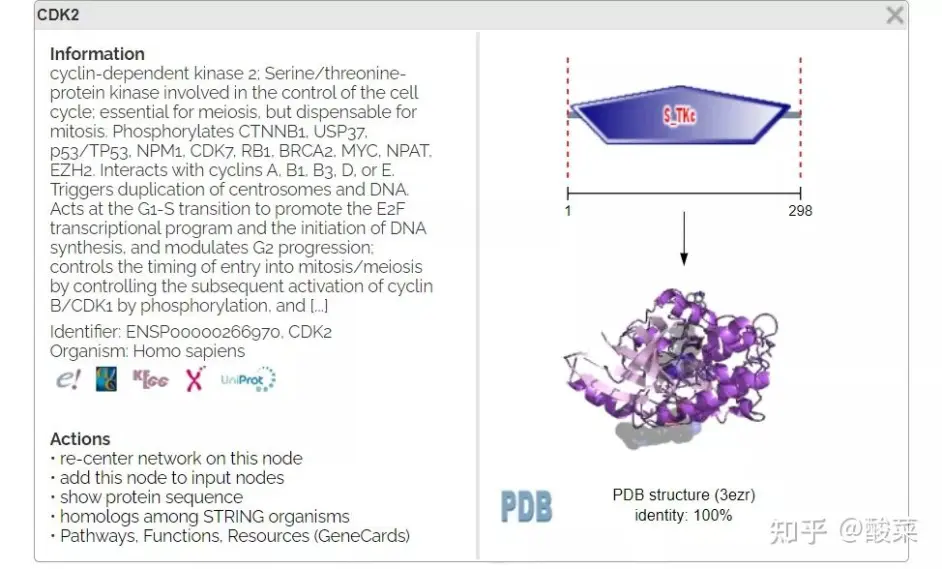 CDK2
Information
cyclin-dependent kinase 2; Serine/threonine-
protein kinase involved in the control of the cell
cycle; essential for meiosis, but dispensable for
mitosis. Phosphorylates CTNNB1, USP37,
p53/TP53, NPM1, CDK7, RB1, BRCA2, MYC, NPAT,
EZH2. Interacts with cyclins A, B1, B3, D, or E.
Triggers duplication of centrosomes and DNA.
Acts at the G1-S transition to promote the E2F
transcriptional program and the initiation of DNA
synthesis, and modulates G2 progression;
controls the timing of entry into mitosis/meiosis
by controlling the subsequent activation of cyclin
B/CDK1 by phosphorylation, and [...]
Identifier: ENSP00000266970, CDK2
Organism: Homo sapiens
e! KEGG X UniProt
Actions
• re-center network on this node
• add this node to input nodes
• show protein sequence
• homologs among STRING organisms
• Pathways, Functions, Resources (GeneCards)
S_TKc
1 298
PDB
PDB structure (3ezr)
identity: 100%
知乎 @酸菜